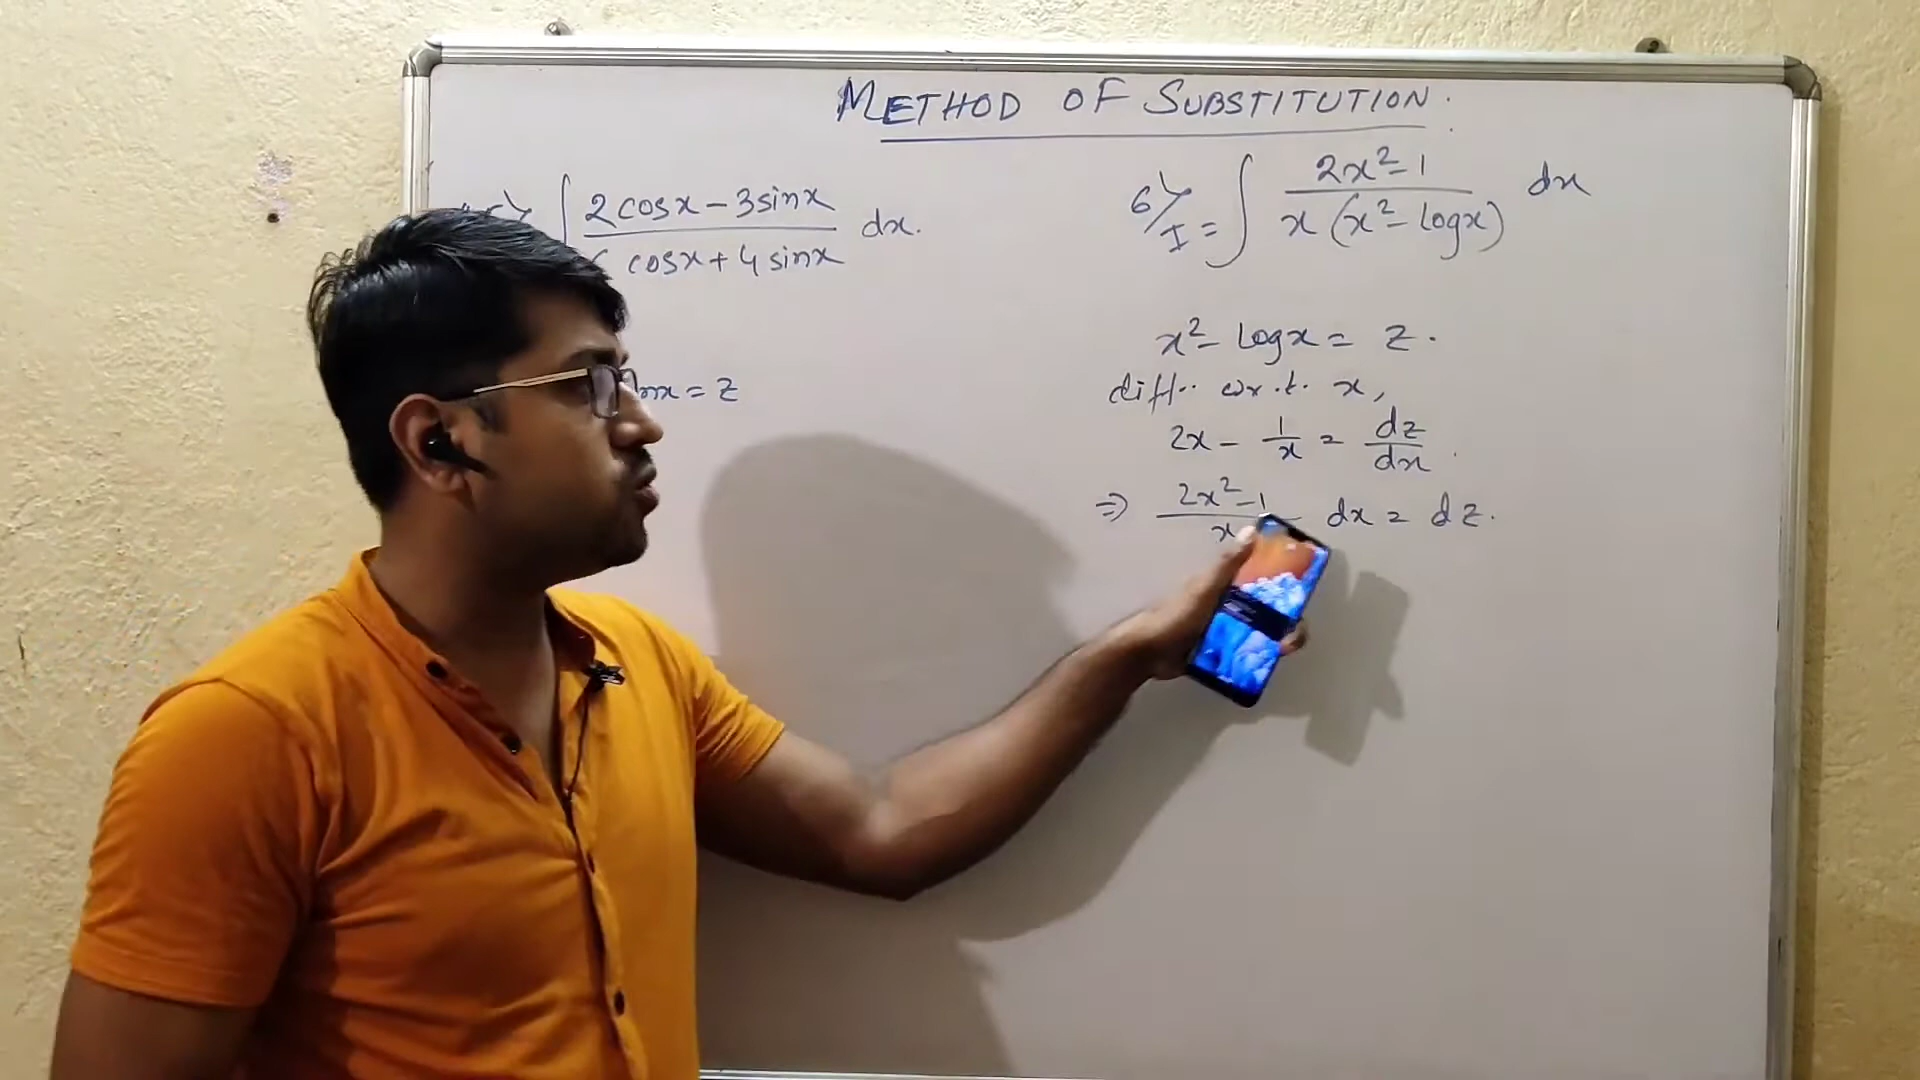 METHOD OF SUBSTITUTION.
∫ (2cosx - 3sinx)/(cosx + 4sinx) dx.
= z
6) I = ∫ (2x² - 1)/(x(x² - logx)) dx
x² - logx = z.
diff.. w.r.t. x,
2x - 1/x = dz/dx.
⇒ (2x² - 1)/x dx = dz.